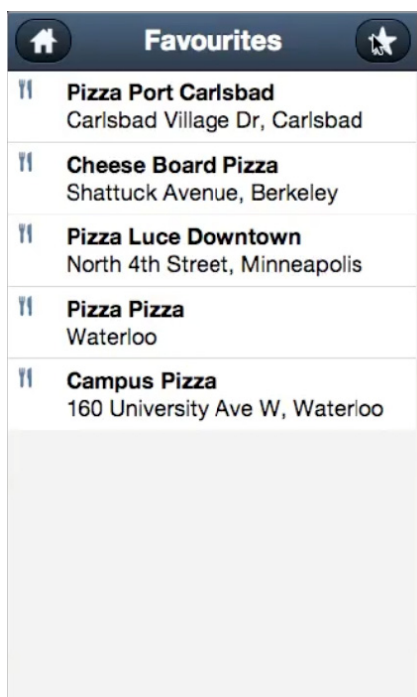 Favourites
Pizza Port Carlsbad
Carlsbad Village Dr, Carlsbad
Cheese Board Pizza
Shattuck Avenue, Berkeley
Pizza Luce Downtown
North 4th Street, Minneapolis
Pizza Pizza
Waterloo
Campus Pizza
160 University Ave W, Waterloo